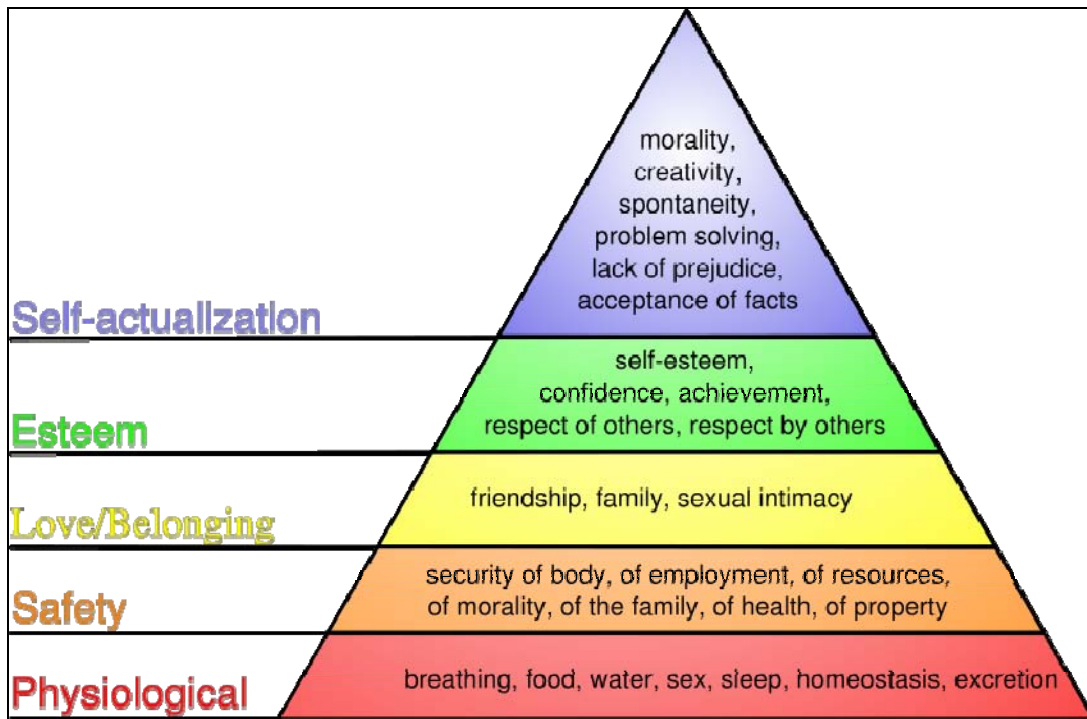 morality,
creativity,
spontaneity,
problem solving,
lack of prejudice,
acceptance of facts
Self-actualization
self-esteem,
confidence, achievement,
respect of others, respect by others
Esteem
friendship, family, sexual intimacy
Love/Belonging
security of body, of employment, of resources,
of morality, of the family, of health, of property
Safety
breathing, food, water, sex, sleep, homeostasis, excretion
Physiological